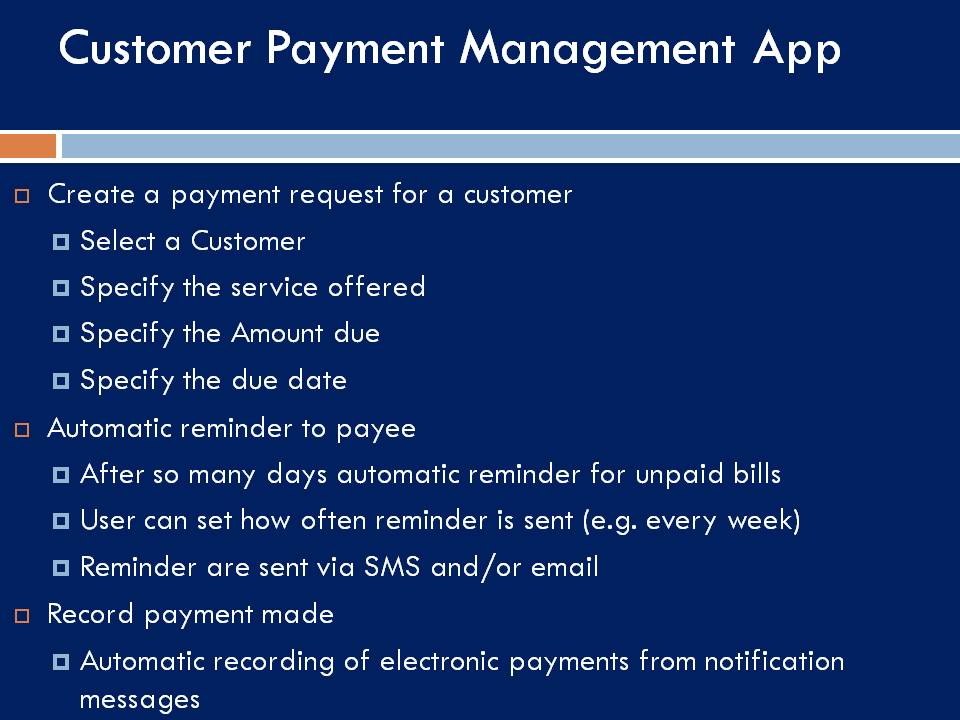 Customer Payment Management App
Create a payment request for a customer
Select a Customer
Specify the service offered
Specify the Amount due
Specify the due date
Automatic reminder to payee
After so many days automatic reminder for unpaid bills
User can set how often reminder is sent (e.g. every week)
Reminder are sent via SMS and/or email
Record payment made
Automatic recording of electronic payments from notification
messages